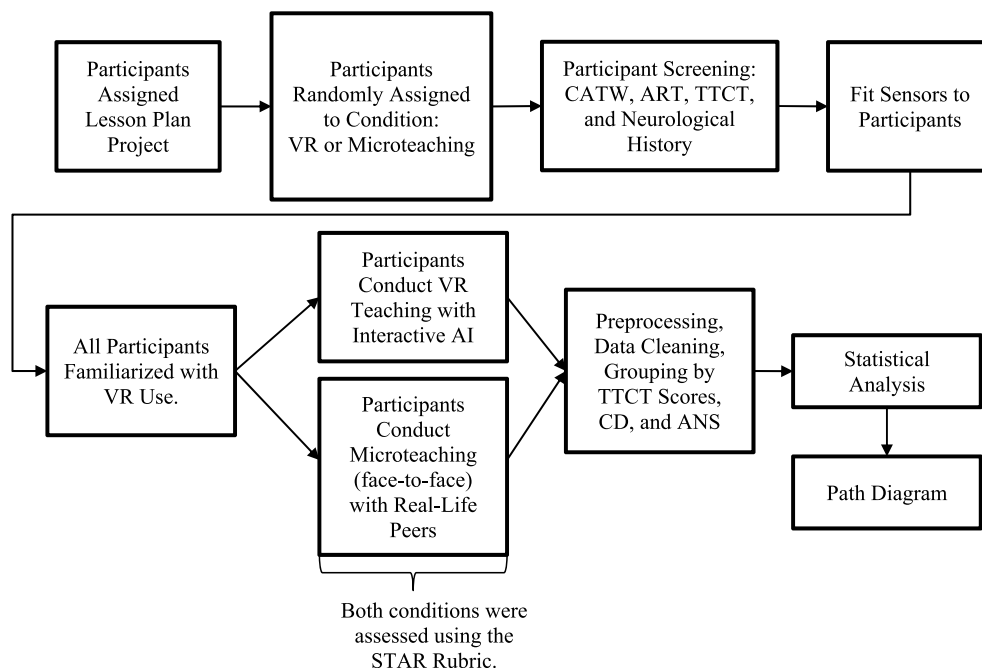 Participants
Assigned
Lesson Plan
Project
Participants
Randomly Assigned
to Condition:
VR or Microteaching
Participant Screening:
CATW, ART, TTCT,
and Neurological
History
Fit Sensors to
Participants
All Participants
Familiarized with
VR Use.
Participants
Conduct VR
Teaching with
Interactive AI
Participants
Conduct
Microteaching
(face-to-face)
with Real-Life
Peers
Both conditions were
assessed using the
STAR Rubric.
Preprocessing,
Data Cleaning,
Grouping by
TTCT Scores,
CD, and ANS
Statistical
Analysis
Path Diagram